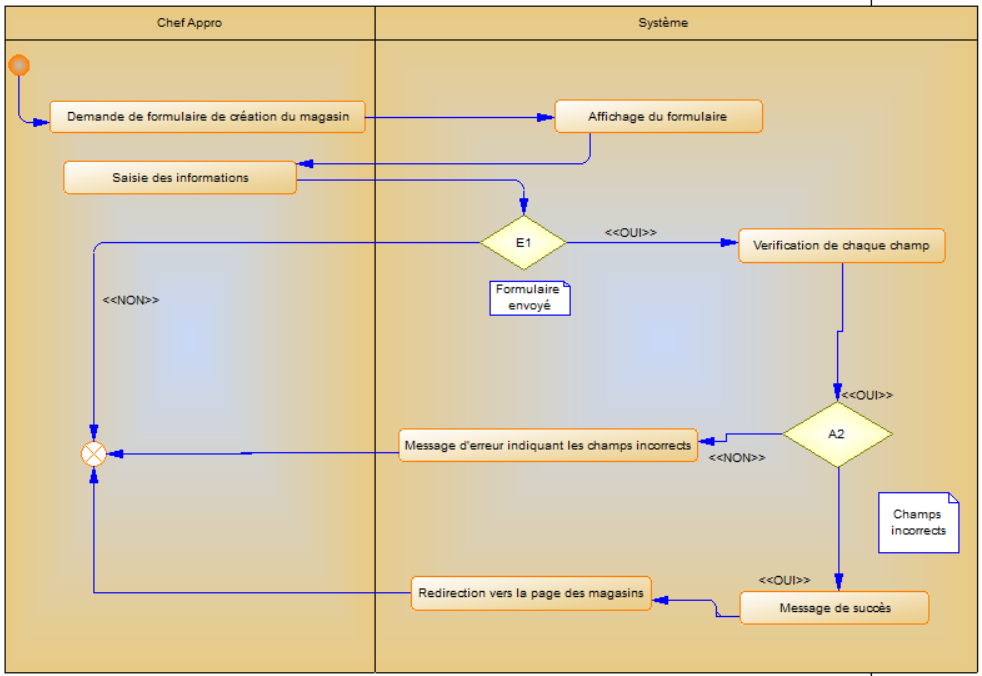 Chef Appro
Système
Demande de formulaire de création du magasin
Affichage du formulaire
Saisie des informations
E1
<<OUI>>
Verification de chaque champ
Formulaire
envoyé
<<NON>>
<<OUI>>
A2
Message d'erreur indiquant les champs incorrects
<<NON>>
Champs
incorrects
<<OUI>>
Redirection vers la page des magasins
Message de succès